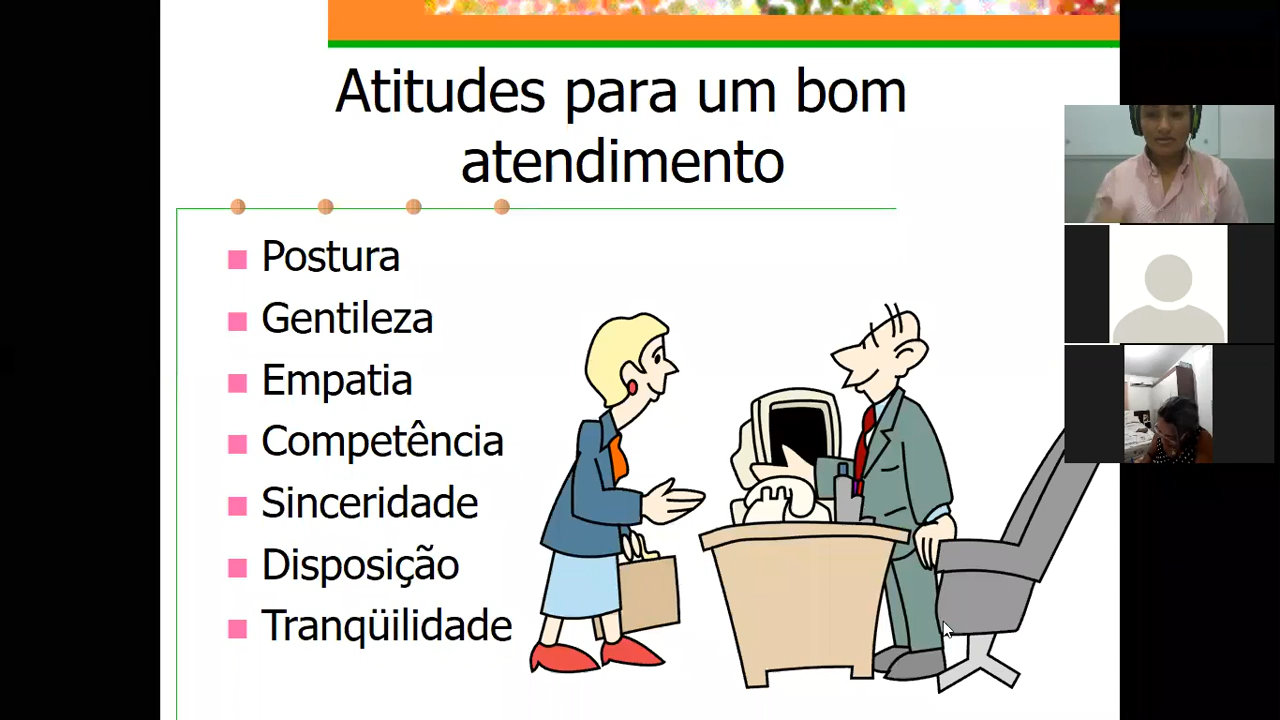 Atitudes para um bom
atendimento
Postura
Gentileza
Empatia
Competência
Sinceridade
Disposição
Tranqüilidade